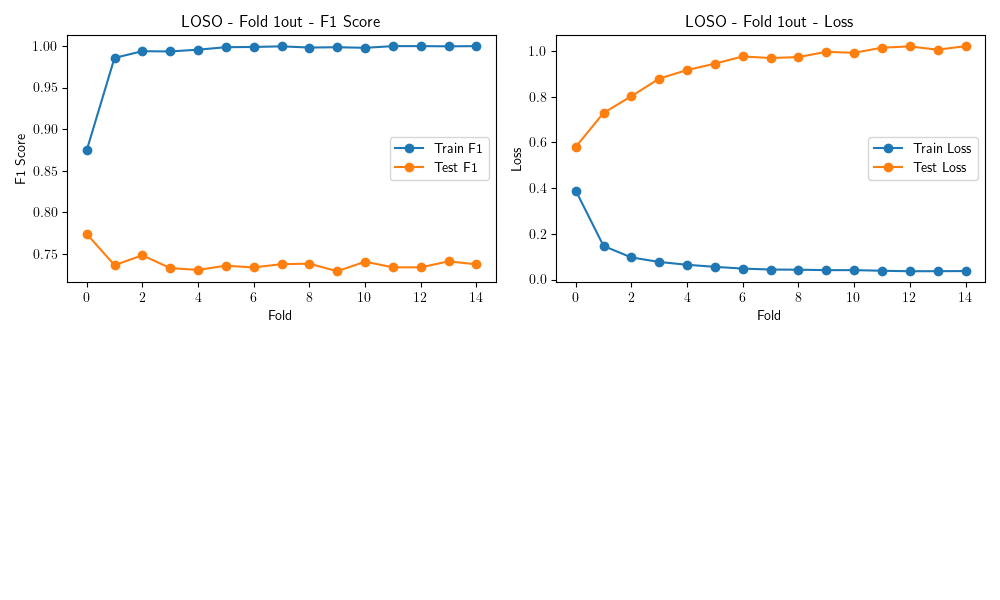 LOSO - Fold 1out - F1 Score
1.00
0.95
0.90
0.85
0.80
0.75
F1 Score
Train F1
Test F1
0 2 4 6 8 10 12 14
Fold
LOSO - Fold 1out - Loss
1.0
0.8
0.6
0.4
0.2
0.0
Loss
Train Loss
Test Loss
0 2 4 6 8 10 12 14
Fold